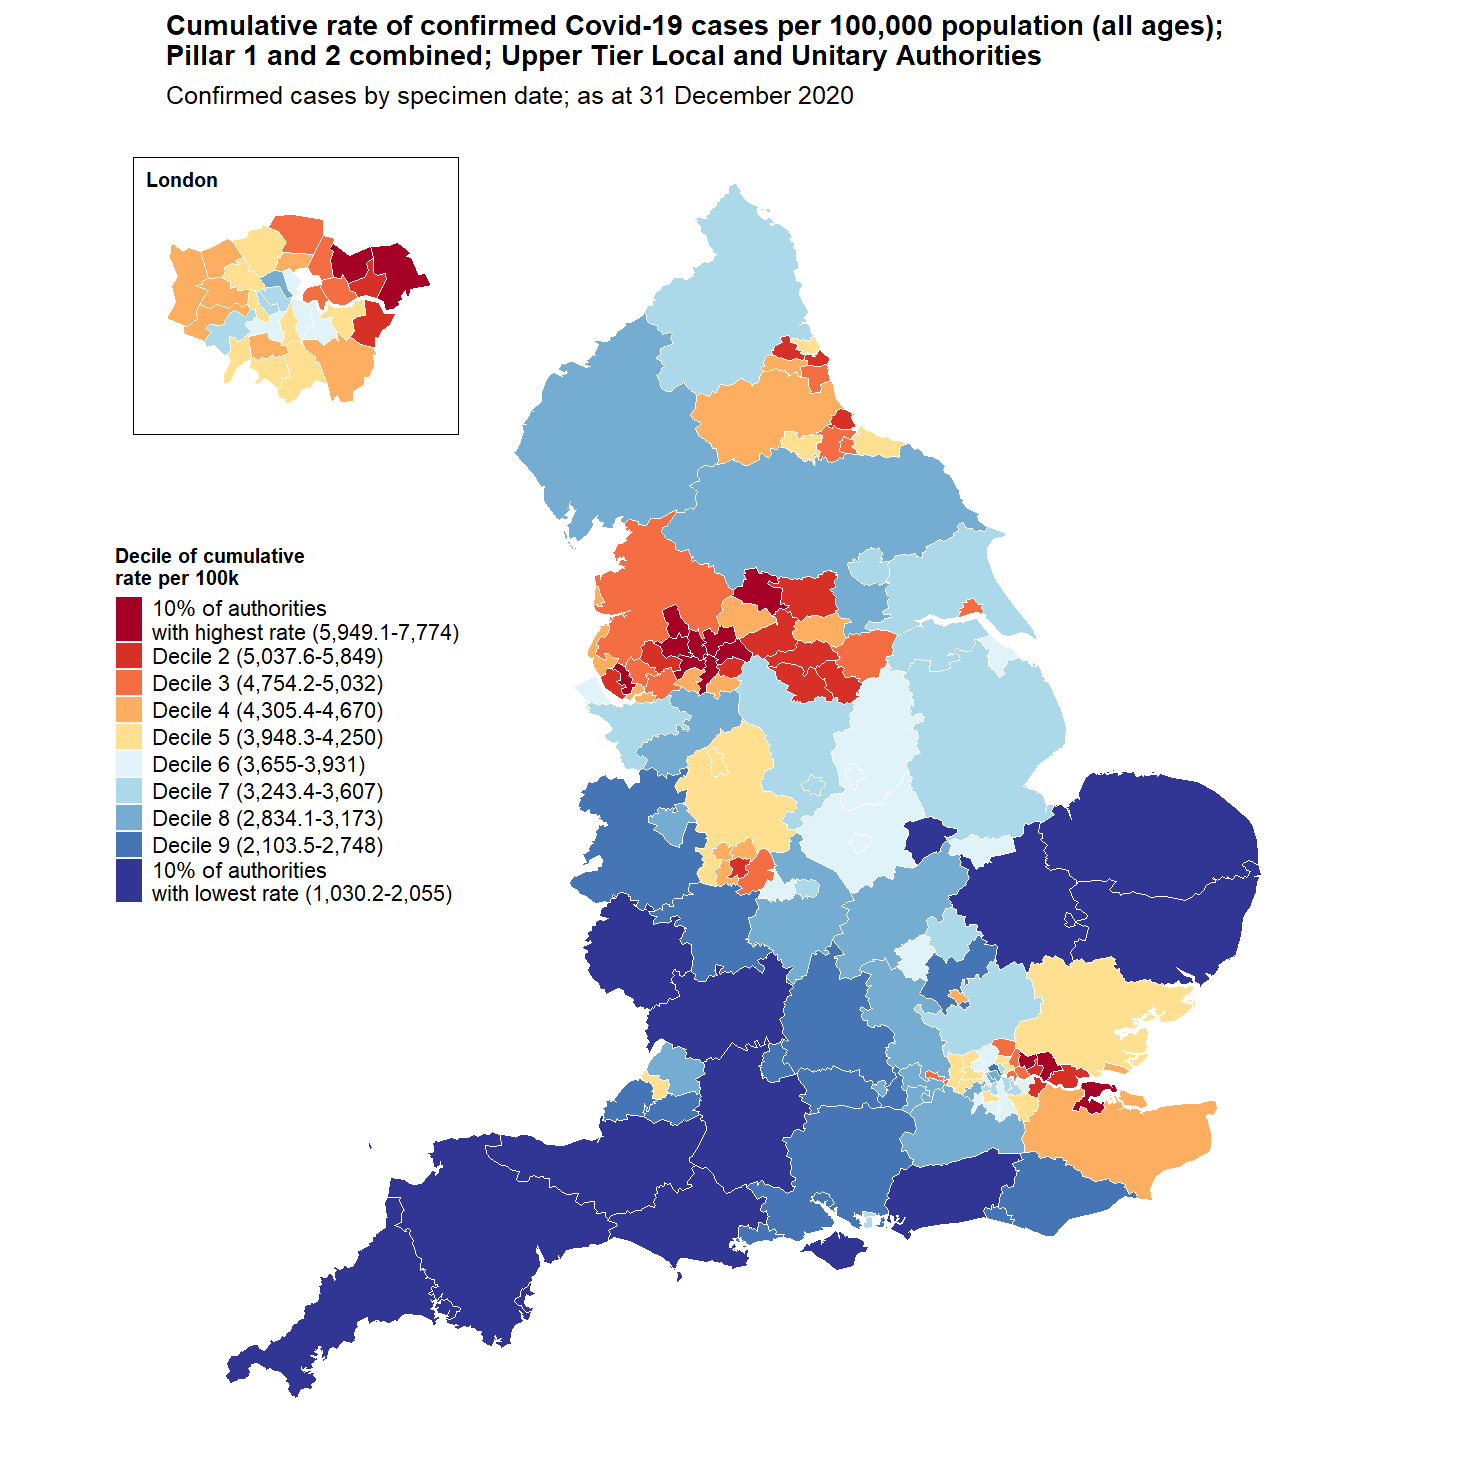 Cumulative rate of confirmed Covid-19 cases per 100,000 population (all ages);
Pillar 1 and 2 combined; Upper Tier Local and Unitary Authorities
Confirmed cases by specimen date; as at 31 December 2020
London
Decile of cumulative
rate per 100k
10% of authorities
with highest rate (5,949.1-7,774)
Decile 2 (5,037.6-5,849)
Decile 3 (4,754.2-5,032)
Decile 4 (4,305.4-4,670)
Decile 5 (3,948.3-4,250)
Decile 6 (3,655-3,931)
Decile 7 (3,243.4-3,607)
Decile 8 (2,834.1-3,173)
Decile 9 (2,103.5-2,748)
10% of authorities
with lowest rate (1,030.2-2,055)